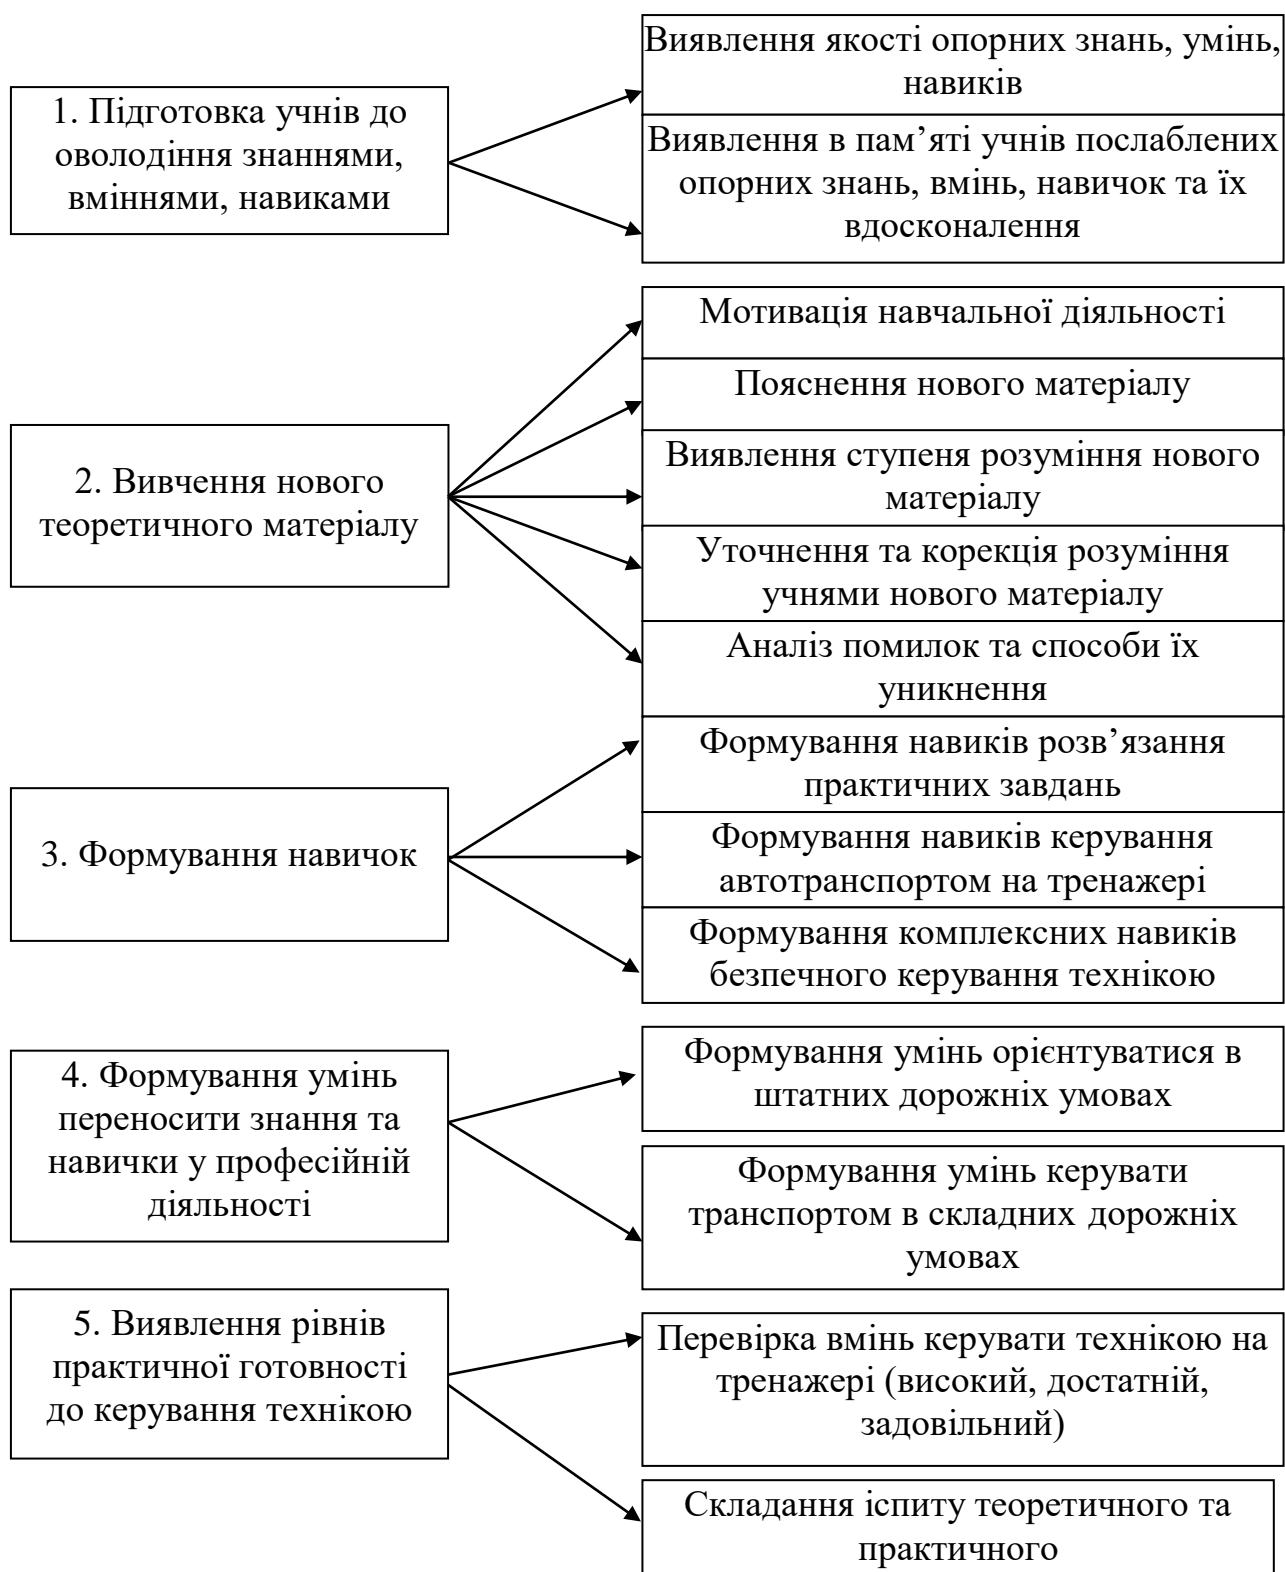 1. Підготовка учнів до
оволодіння знаннями,
вміннями, навиками
Виявлення якості опорних знань, умінь,
навиків
Виявлення в пам’яті учнів послаблених
опорних знань, вмінь, навичок та їх
вдосконалення
2. Вивчення нового
теоретичного матеріалу
Мотивація навчальної діяльності
Пояснення нового матеріалу
Виявлення ступеня розуміння нового
матеріалу
Уточнення та корекція розуміння
учнями нового матеріалу
Аналіз помилок та способи їх
уникнення
3. Формування навичок
Формування навиків розв’язання
практичних завдань
Формування навиків керування
автотранспортом на тренажері
Формування комплексних навиків
безпечного керування технікою
4. Формування умінь
переносити знання та
навички у професійній
діяльності
Формування умінь орієнтуватися в
штатних дорожніх умовах
Формування умінь керувати
транспортом в складних дорожніх
умовах
5. Виявлення рівнів
практичної готовності
до керування технікою
Перевірка вмінь керувати технікою на
тренажері (високий, достатній,
задовільний)
Складання іспиту теоретичного та
практичного